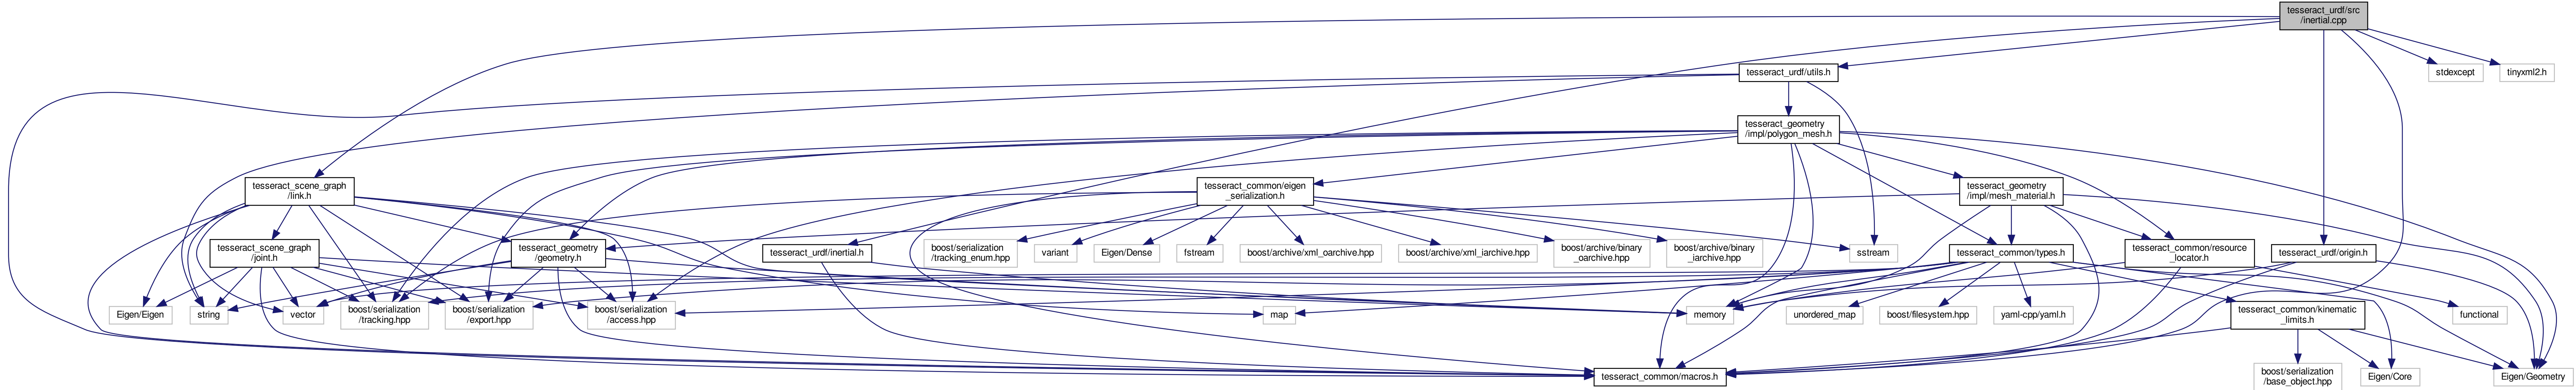 tesseract_urdf/src
/inertial.cpp
tesseract_urdf/utils.h
stdexcept
tinyxml2.h
tesseract_geometry
/impl/polygon_mesh.h
tesseract_scene_graph
/link.h
tesseract_common/eigen
_serialization.h
tesseract_geometry
/impl/mesh_material.h
tesseract_scene_graph
/joint.h
tesseract_geometry
/geometry.h
tesseract_urdf/inertial.h
boost/serialization
/tracking_enum.hpp
variant
Eigen/Dense
fstream
boost/archive/xml_oarchive.hpp
boost/archive/xml_iarchive.hpp
boost/archive/binary
_oarchive.hpp
boost/archive/binary
_iarchive.hpp
sstream
tesseract_common/types.h
tesseract_common/resource
_locator.h
tesseract_urdf/origin.h
Eigen/Eigen
string
vector
boost/serialization
/tracking.hpp
boost/serialization
/export.hpp
boost/serialization
/access.hpp
map
memory
unordered_map
boost/filesystem.hpp
yaml-cpp/yaml.h
tesseract_common/kinematic
_limits.h
functional
tesseract_common/macros.h
boost/serialization
/base_object.hpp
Eigen/Core
Eigen/Geometry